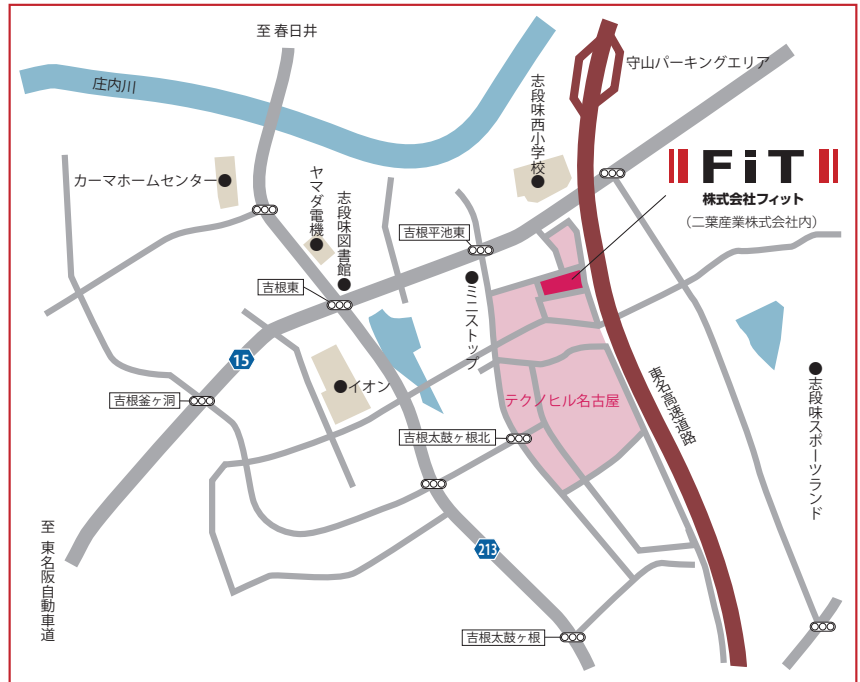 至 春日井
守山パーキングエリア
庄内川
志段味西小学校
カーマホームセンター
ヤマダ電機
志段味図書館
FiT
株式会社フィット
(二葉産業株式会社内)
吉根平池東
吉根東
ミニストップ
15
イオン
吉根釜ヶ洞
テクノヒル名古屋
東名高速道路
志段味スポーツランド
吉根太鼓ヶ根北
至 東名阪自動車道
213
吉根太鼓ヶ根